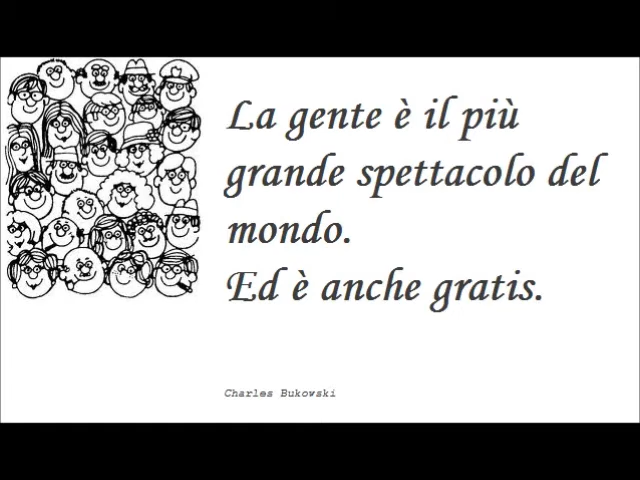 La gente è il più
grande spettacolo del
mondo.
Ed è anche gratis.
Charles Bukowski